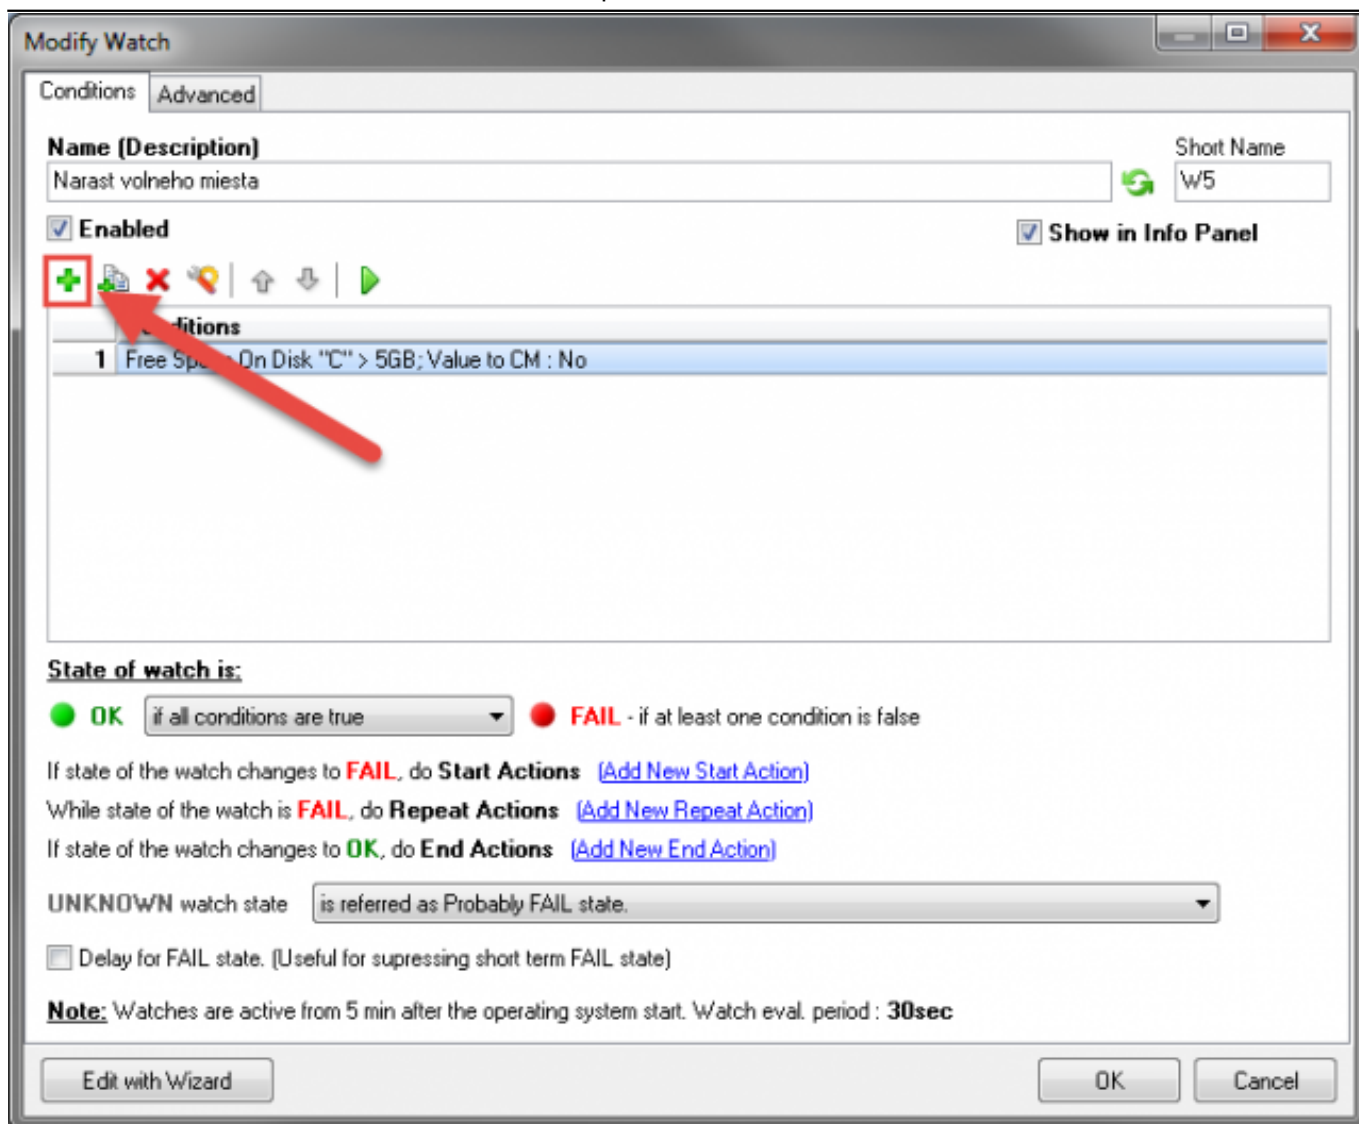 Modify Watch
Conditions Advanced
Name (Description) Short Name
Narast volneho miesta W5
Enabled Show in Info Panel
ditions
1 Free On Disk "C" > 5GB; Value to CM : No
State of watch is:
OK if all conditions are true FAIL - if at least one condition is false
If state of the watch changes to FAIL, do Start Actions (Add New Start Action)
While state of the watch is FAIL, do Repeat Actions (Add New Repeat Action)
If state of the watch changes to OK, do End Actions (Add New End Action)
UNKNOWN watch state is referred as Probably FAIL state.
Delay for FAIL state. (Useful for supressing short term FAIL state)
Note: Watches are active from 5 min after the operating system start. Watch eval. period : 30sec
Edit with Wizard OK Cancel